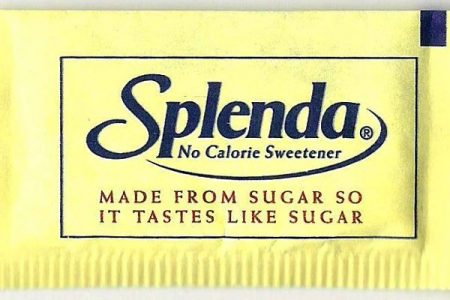 Splenda®
No Calorie Sweetener
MADE FROM SUGAR SO
IT TASTES LIKE SUGAR